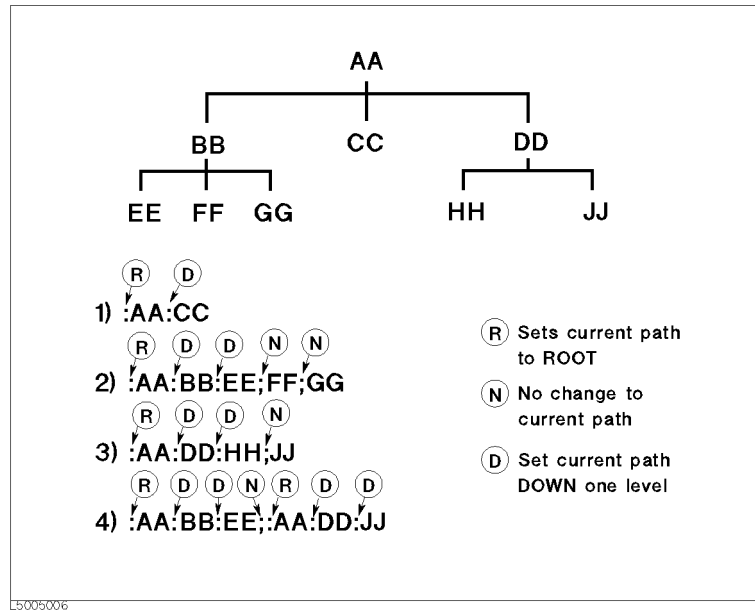 AA
BB CC DD
EE FF GG HH JJ
R D
1) :AA:CC
R D D N N
2) :AA:BB:EE;FF;GG
R D D N
3) :AA:DD:HH;JJ
R D D N R D D
4) :AA:BB:EE;:AA:DD:JJ
R Sets current path
to ROOT
N No change to
current path
D Set current path
DOWN one level
L5005006